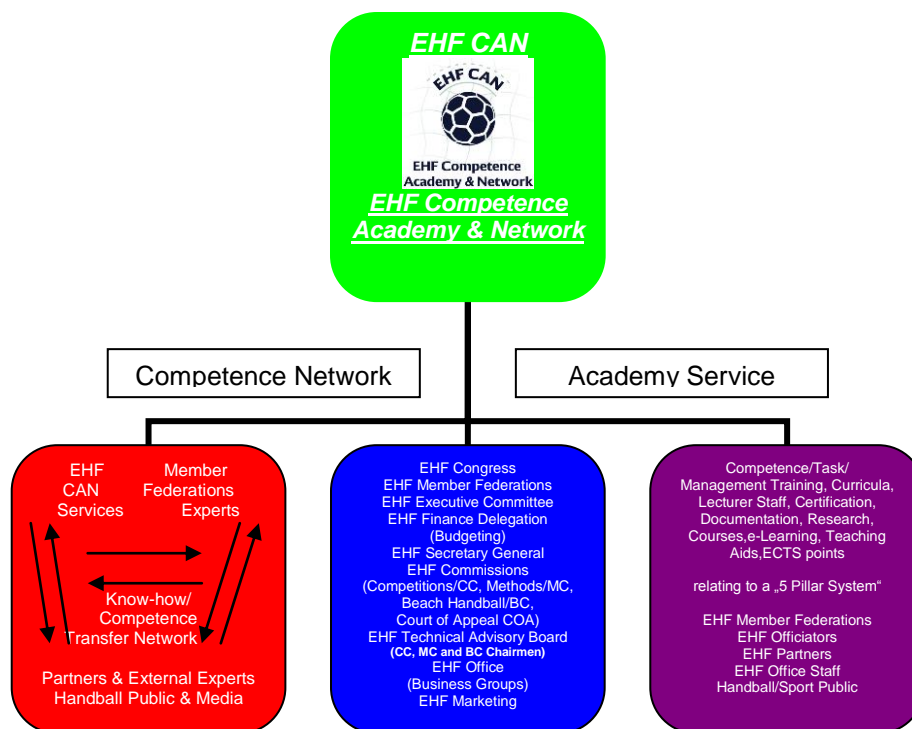 EHF CAN
EHF CAN
EHF Competence
Academy & Network
EHF Competence
Academy & Network
Competence Network
Academy Service
EHF
CAN
Services
Member
Federations
Experts
Know-how/
Competence
Transfer Network
Partners & External Experts
Handball Public & Media
EHF Congress
EHF Member Federations
EHF Executive Committee
EHF Finance Delegation
(Budgeting)
EHF Secretary General
EHF Commissions
(Competitions/CC, Methods/MC,
Beach Handball/BC,
Court of Appeal COA)
EHF Technical Advisory Board
(CC, MC and BC Chairmen)
EHF Office
(Business Groups)
EHF Marketing
Competence/Task/
Management Training, Curricula,
Lecturer Staff, Certification,
Documentation, Research,
Courses,e-Learning, Teaching
Aids,ECTS points
relating to a „5 Pillar System“
EHF Member Federations
EHF Officiators
EHF Partners
EHF Office Staff
Handball/Sport Public